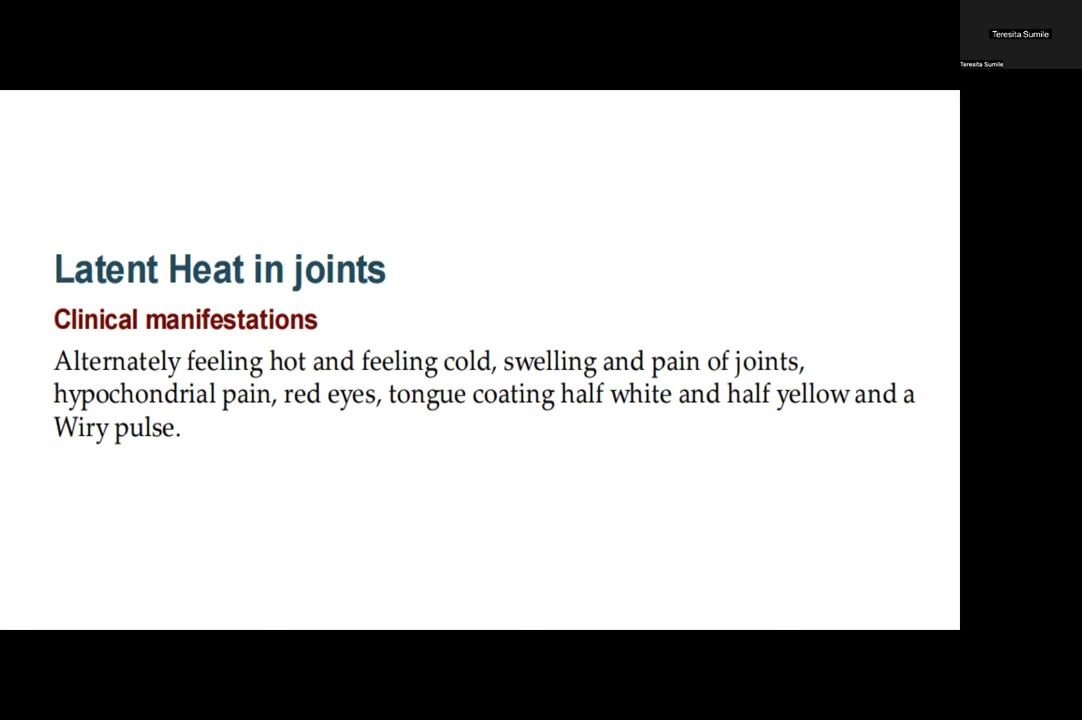 Teresita Sumile
Teresita Sumile
Latent Heat in joints
Clinical manifestations
Alternately feeling hot and feeling cold, swelling and pain of joints,
hypochondrial pain, red eyes, tongue coating half white and half yellow and a
Wiry pulse.